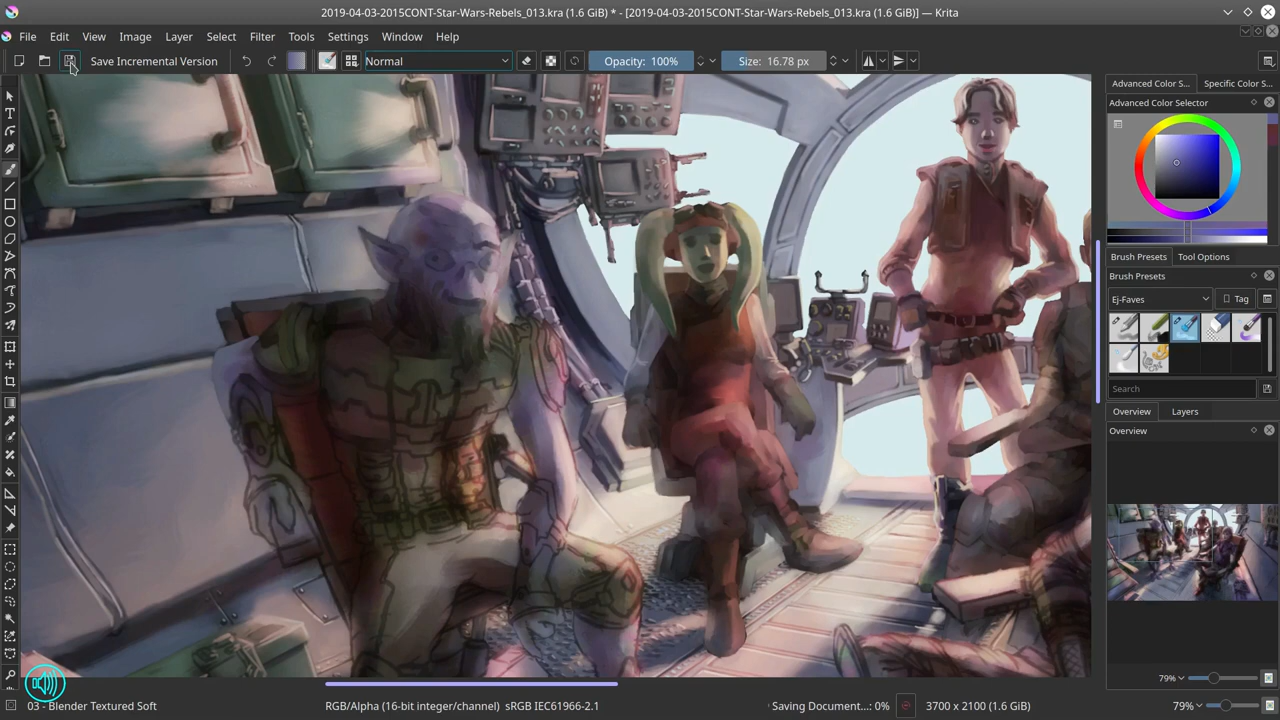 2019-04-03-2015CONT-Star-Wars-Rebels_013.kra (1.6 GiB) * - [2019-04-03-2015CONT-Star-Wars-Rebels_013.kra (1.6 GiB)] — Krita
File Edit View Image Layer Select Filter Tools Settings Window Help
Save Incremental Version Normal Opacity: 100% Size: 16.78 px
Advanced Color S... Specific Color S...
Advanced Color Selector
Brush Presets Tool Options
Brush Presets
Ej-Faves Tag
Search
Overview Layers
Overview
79%
03 - Blender Textured Soft RGB/Alpha (16-bit integer/channel) sRGB IEC61966-2.1 Saving Document...: 0% 3700 x 2100 (1.6 GiB) 79%